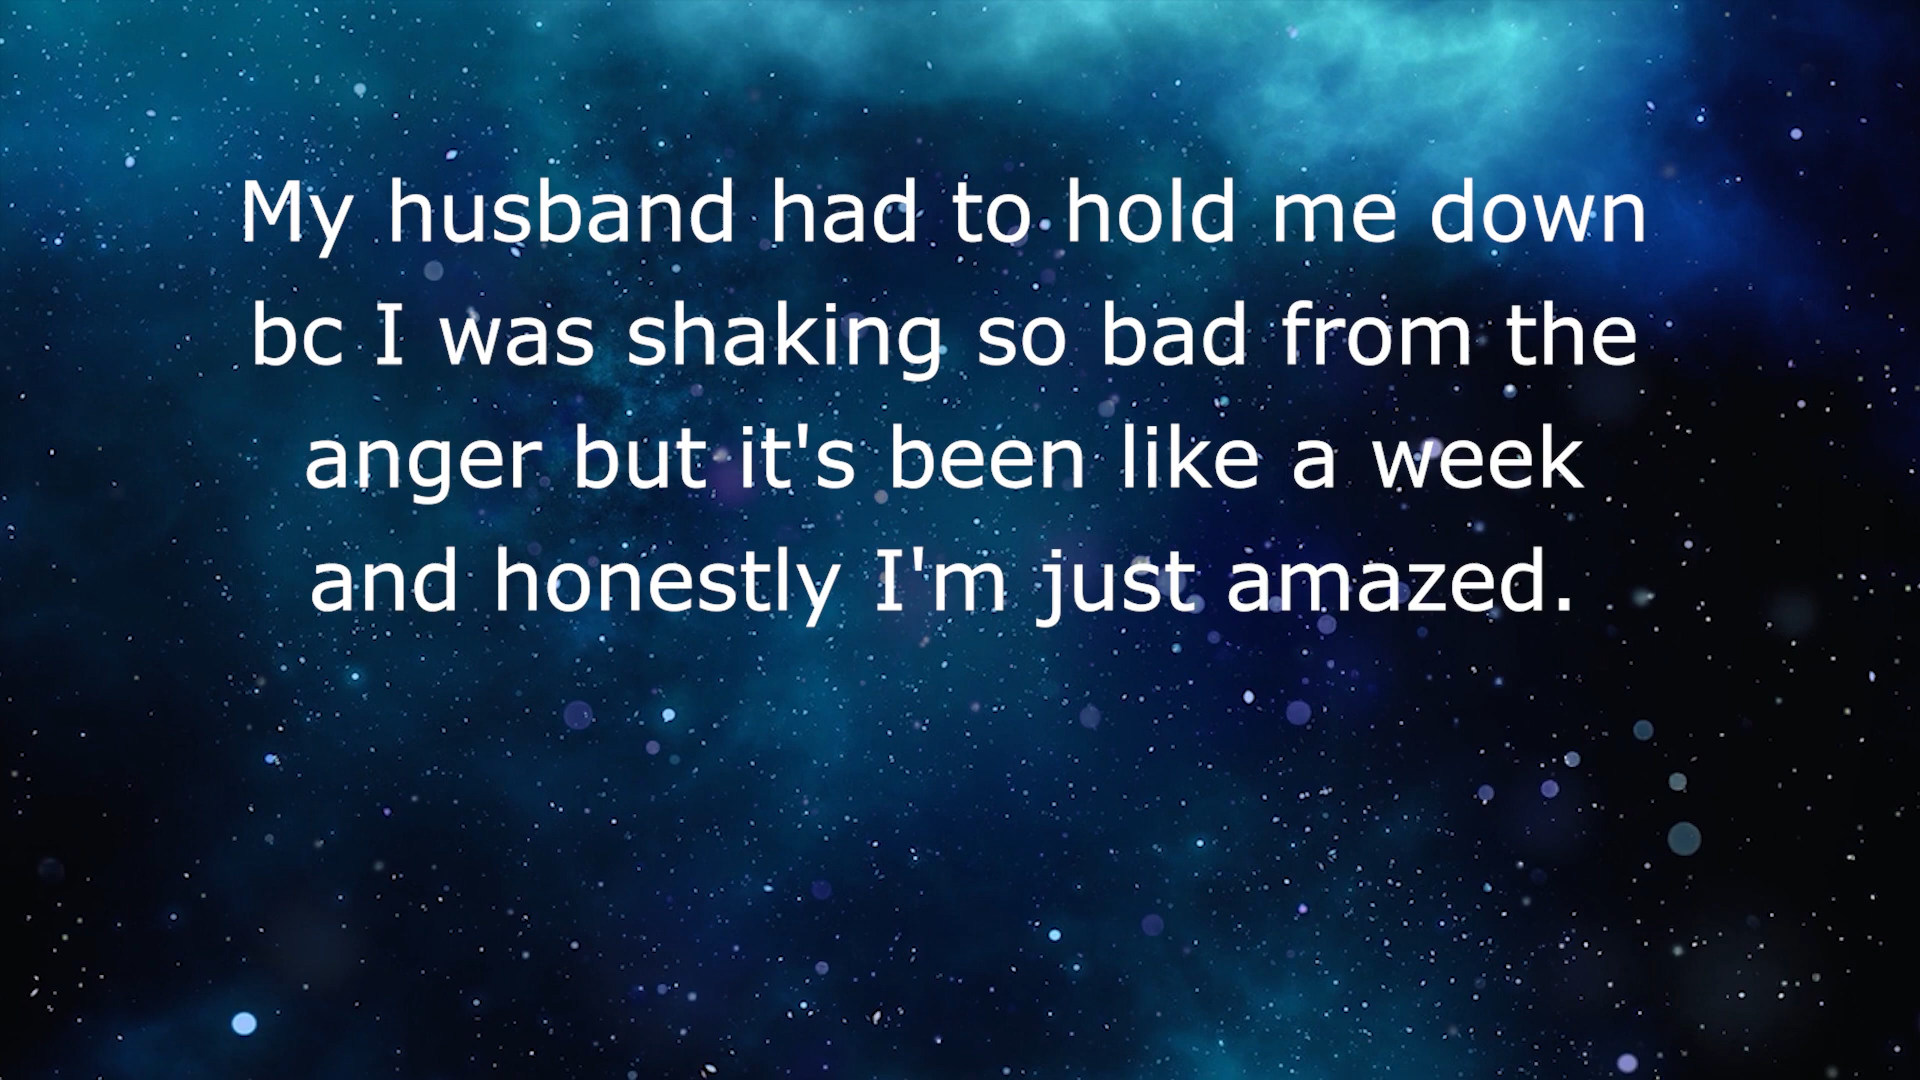 My husband had to hold me down
bc I was shaking so bad from the
anger but it's been like a week
and honestly I'm just amazed.